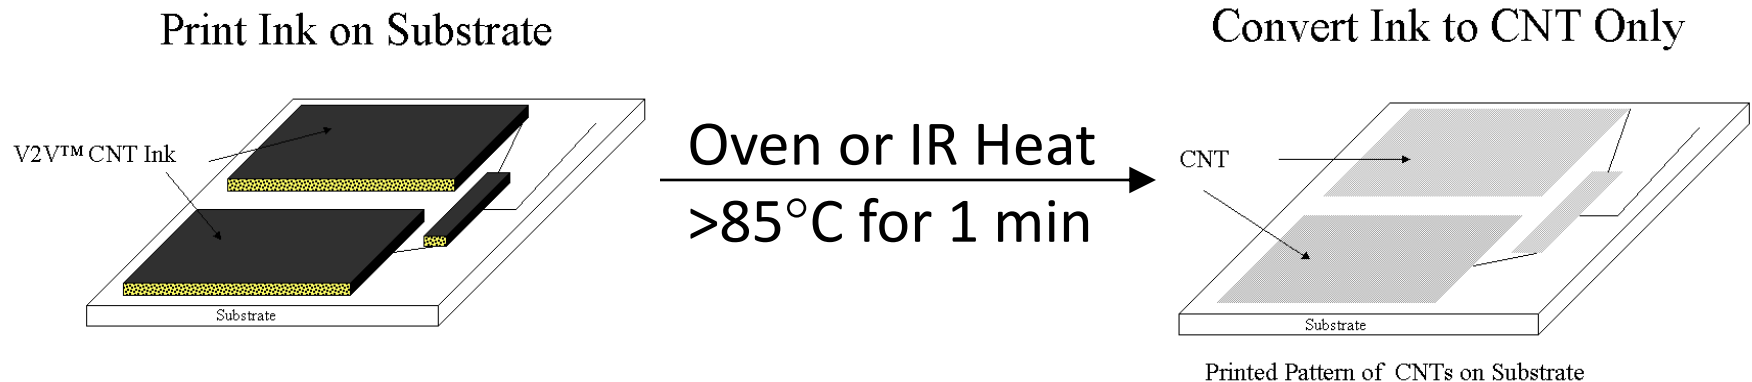 Print Ink on Substrate
V2V™ CNT Ink
Substrate
Oven or IR Heat
>85°C for 1 min
Convert Ink to CNT Only
CNT
Substrate
Printed Pattern of CNTs on Substrate